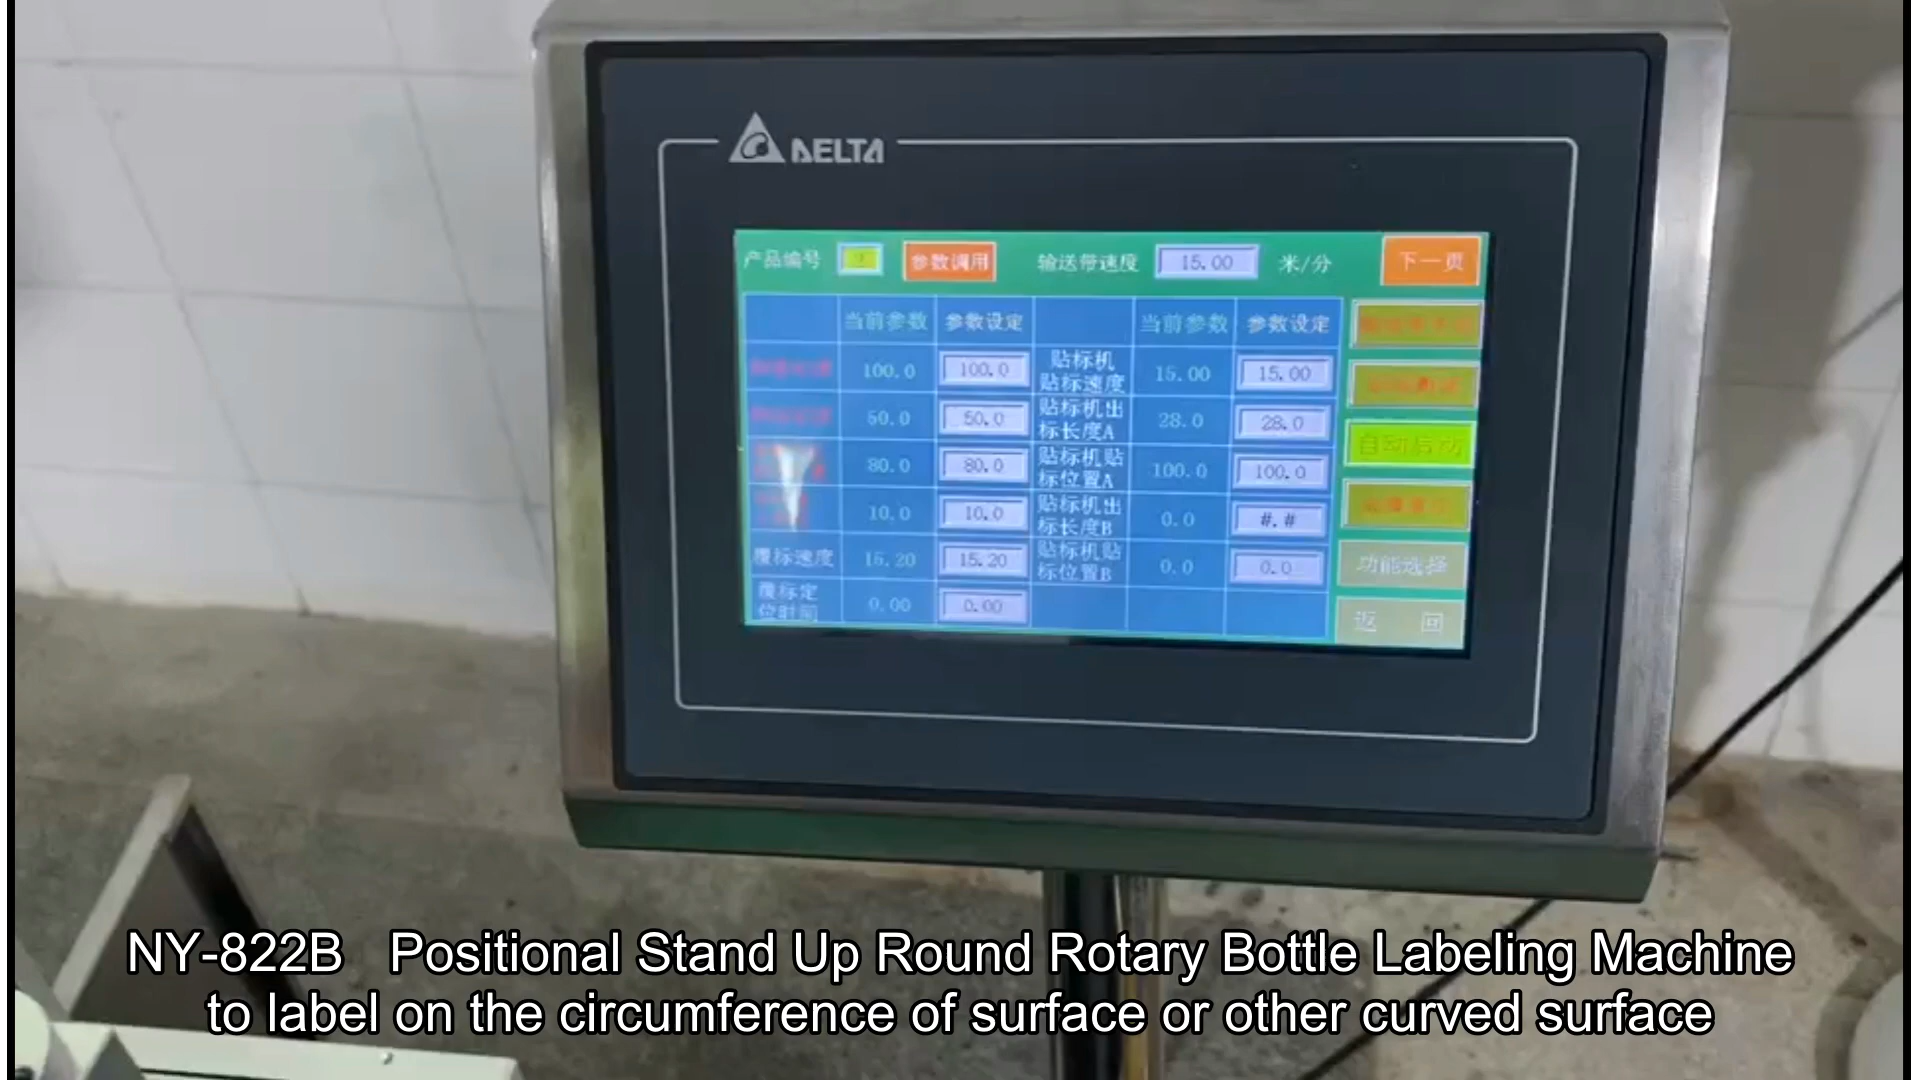 DELTA
产品编号 参数调用 输送带速度 15.00 米/分 下一页
当前参数 参数设定 当前参数 参数设定
100.0 100.0 贴标机贴标速度 15.00 15.00
50.0 50.0 贴标机出标长度A 28.0 28.0
80.0 80.0 贴标机贴标位置A 100.0 100.0
自动启动
10.0 10.0 贴标机出标长度B 0.0 #.#
覆标速度 15.20 15.20 贴标机贴标位置B 0.0 0.0
功能选择
覆标定位时间 0.00 0.00
返 回
NY-822B Positional Stand Up Round Rotary Bottle Labeling Machine
to label on the circumference of surface or other curved surface